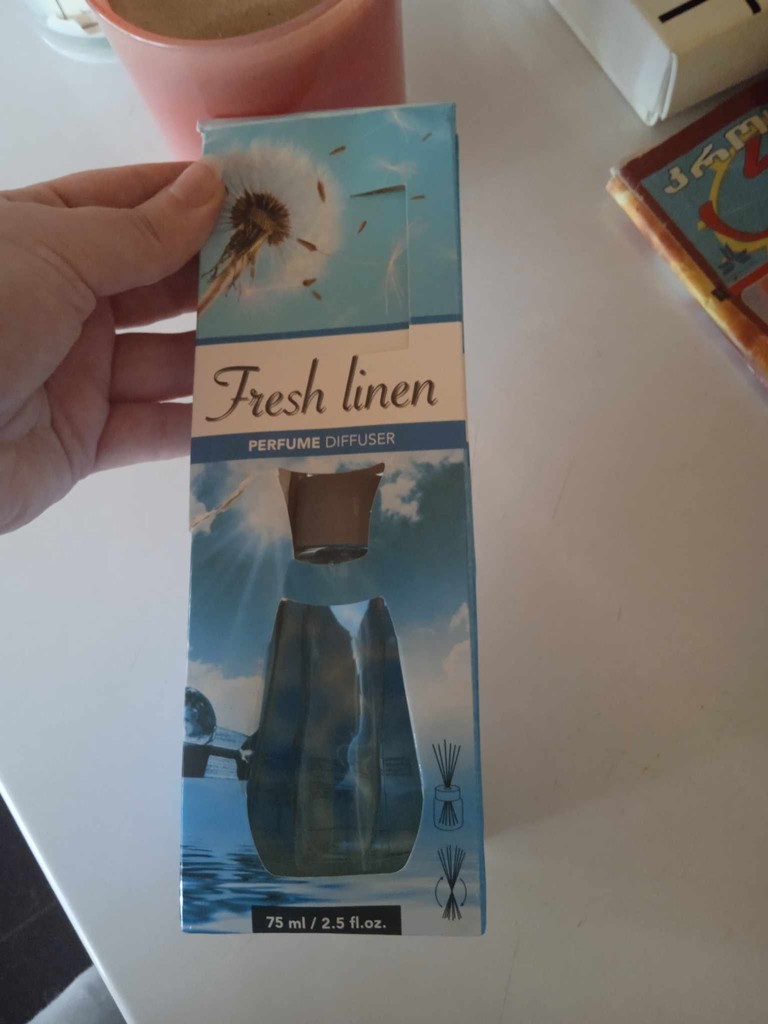 Fresh linen
PERFUME DIFFUSER
75 ml / 2.5 fl.oz.